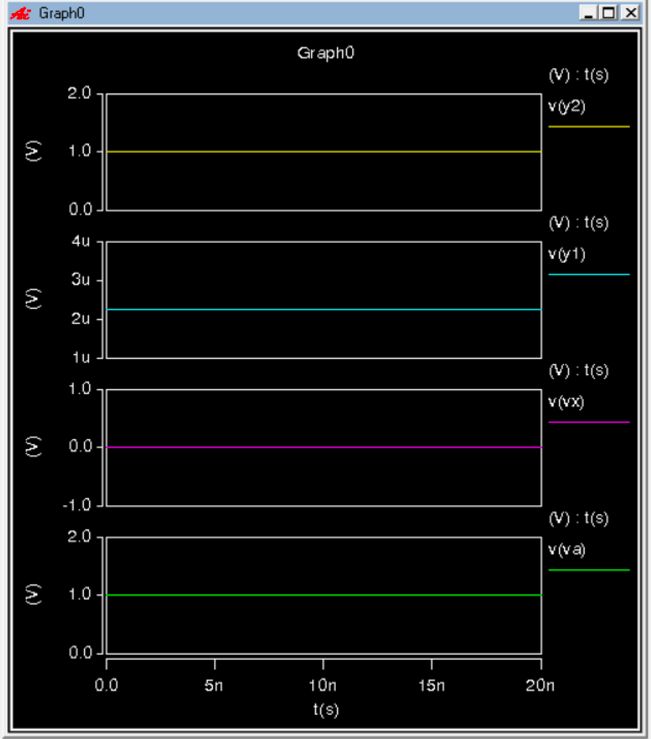 Graph0
Graph0
(V) : t(s)
v(y2)
2.0
1.0
0.0
(V)
(V) : t(s)
v(y1)
4u
3u
2u
1u
(V)
(V) : t(s)
v(vx)
1.0
0.0
-1.0
(V)
(V) : t(s)
v(va)
2.0
1.0
0.0
(V)
0.0 5n 10n 15n 20n
t(s)